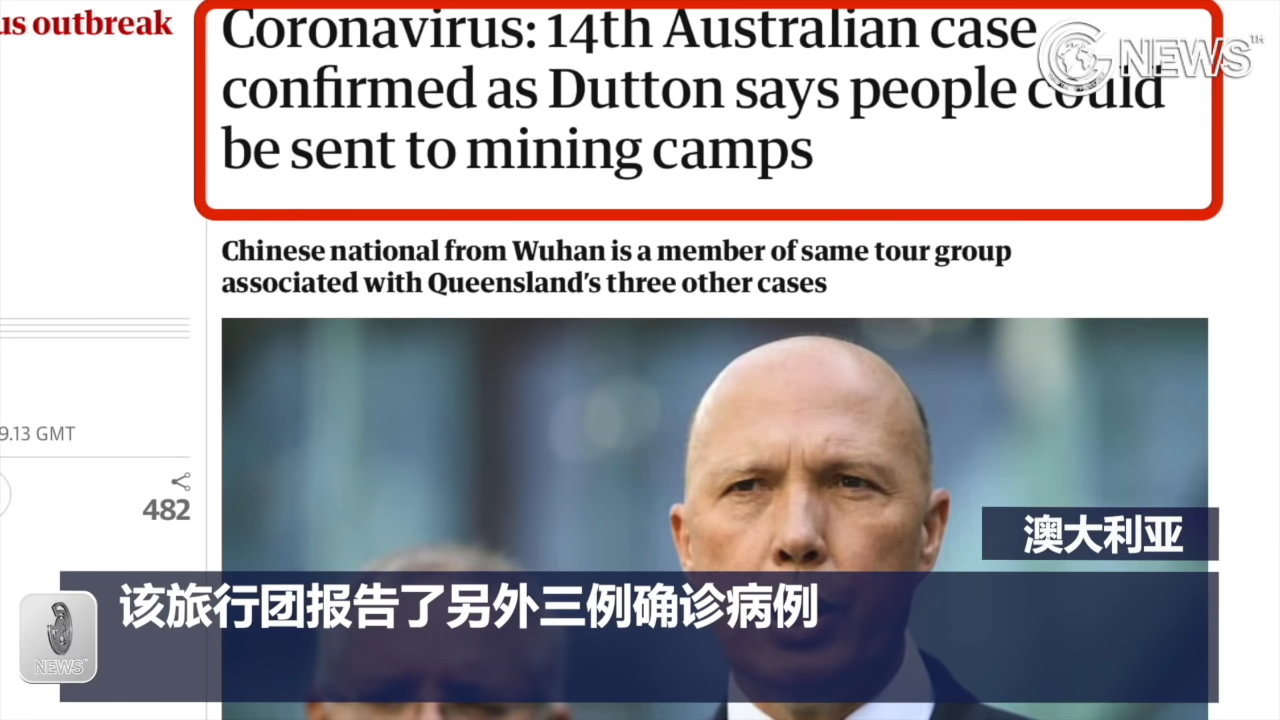 us outbreak
Coronavirus: 14th Australian case
confirmed as Dutton says people could
be sent to mining camps
NEWS TM
Chinese national from Wuhan is a member of same tour group
associated with Queensland's three other cases
9.13 GMT
482
澳大利亚
该旅行团报告了另外三例确诊病例
NEWS